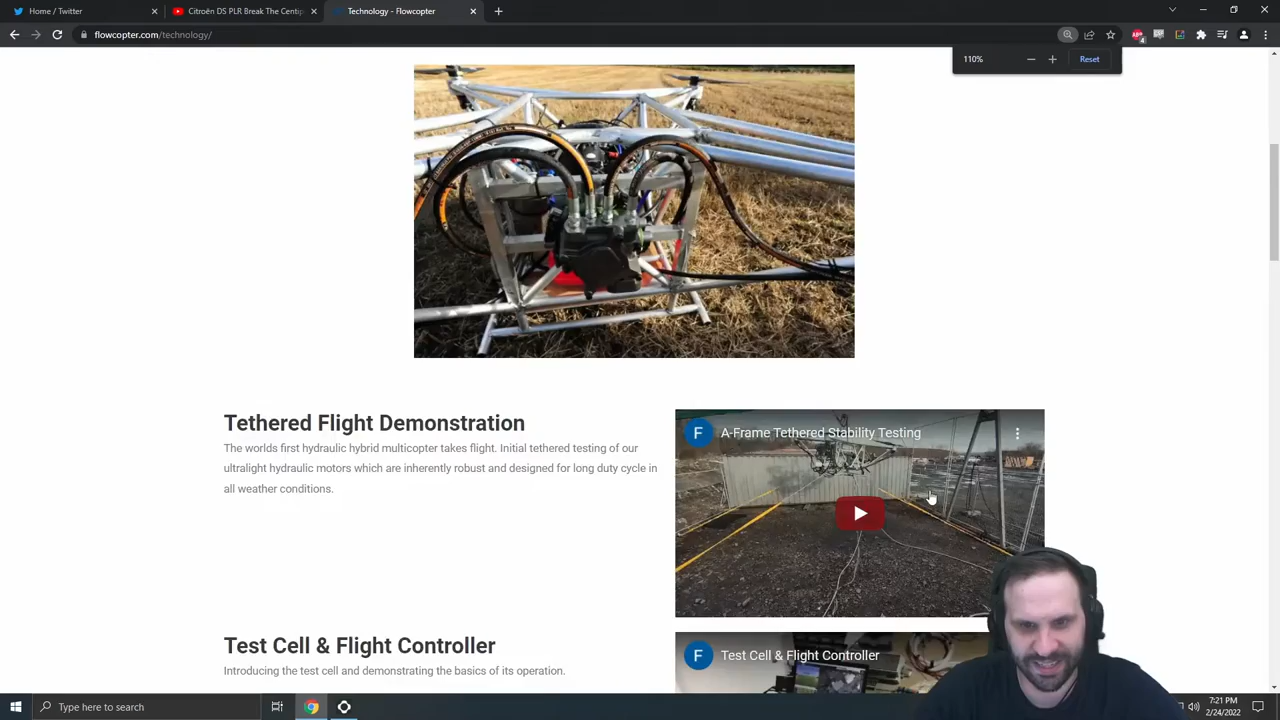 Home / Twitter
Citroën DS PLR Break The Centip
Technology - Flowcopter
flowcopter.com/technology/
110%
Reset
Tethered Flight Demonstration
The worlds first hydraulic hybrid multicopter takes flight. Initial tethered testing of our
ultralight hydraulic motors which are inherently robust and designed for long duty cycle in
all weather conditions.
F
A-Frame Tethered Stability Testing
Test Cell & Flight Controller
Introducing the test cell and demonstrating the basics of its operation.
F
Test Cell & Flight Controller
Type here to search
7:21 PM
2/24/2022